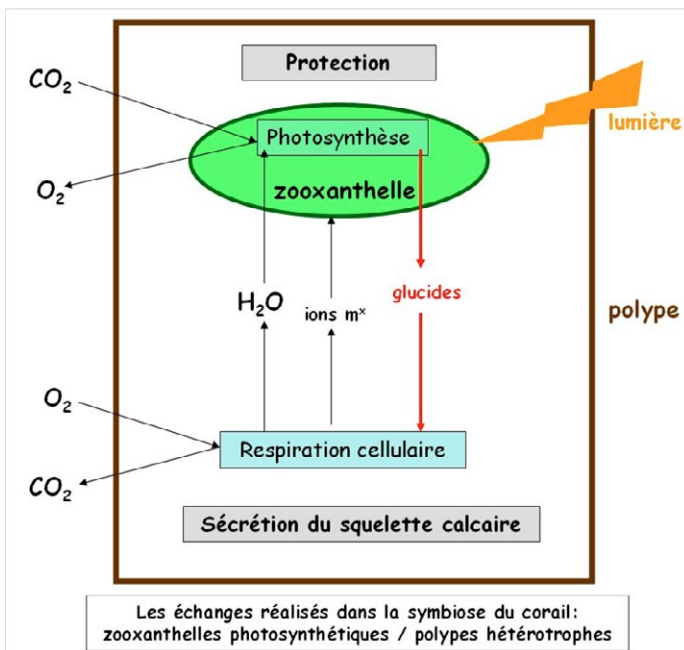 Protection
CO₂
Photosynthèse
lumière
O₂
zooxanthelle
H₂O
ions mˣ
glucides
polype
O₂
Respiration cellulaire
CO₂
Sécrétion du squelette calcaire
Les échanges réalisés dans la symbiose du corail:
zooxanthelles photosynthétiques / polypes hétérotrophes